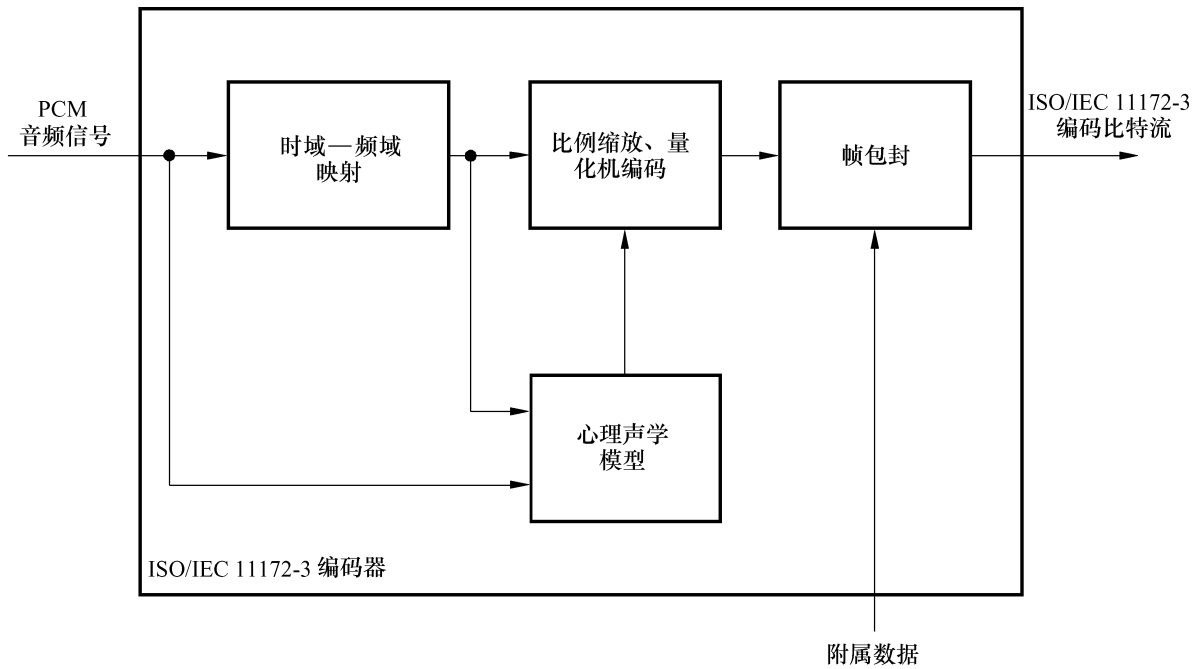 PCM
音频信号
时域—频域
映射
比例缩放、量
化机编码
帧包封
ISO/IEC 11172-3
编码比特流
心理声学
模型
ISO/IEC 11172-3 编码器
附属数据